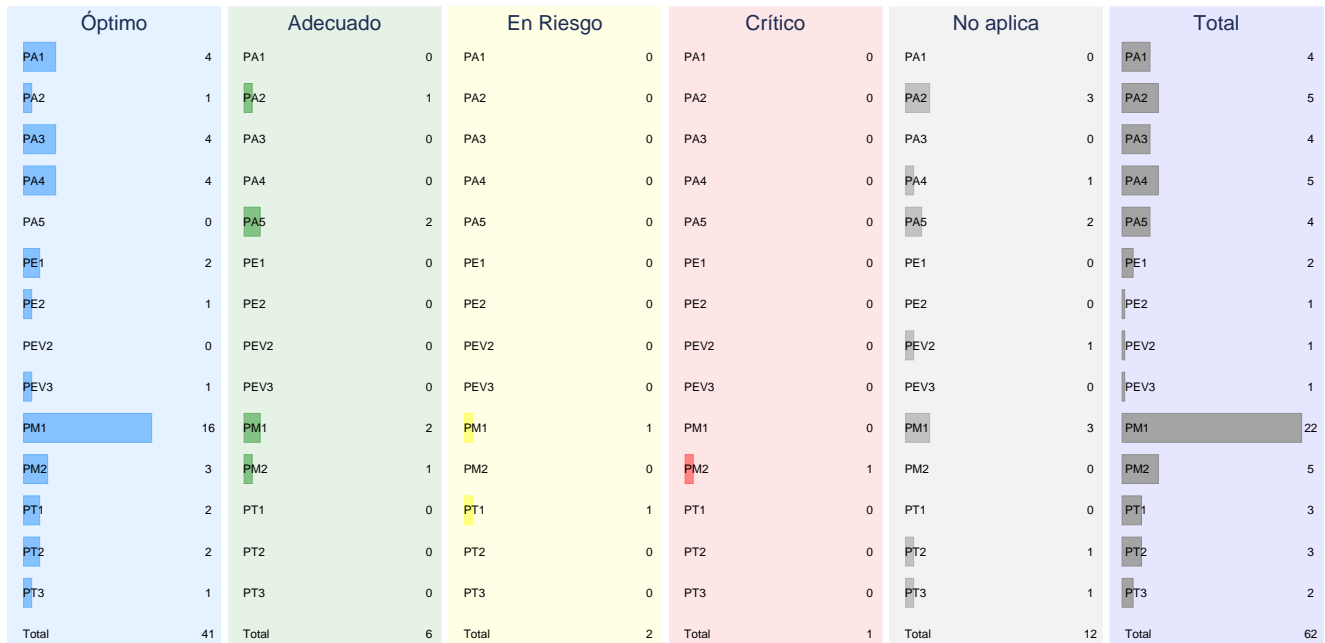 Óptimo Adecuado En Riesgo Crítico No aplica Total
PA1 4 PA1 0 PA1 0 PA1 0 PA1 0 PA1 4
PA2 1 PA2 1 PA2 0 PA2 0 PA2 3 PA2 5
PA3 4 PA3 0 PA3 0 PA3 0 PA3 0 PA3 4
PA4 4 PA4 0 PA4 0 PA4 0 PA4 1 PA4 5
PA5 0 PA5 2 PA5 0 PA5 0 PA5 2 PA5 4
PE1 2 PE1 0 PE1 0 PE1 0 PE1 0 PE1 2
PE2 1 PE2 0 PE2 0 PE2 0 PE2 0 PE2 1
PEV2 0 PEV2 0 PEV2 0 PEV2 0 PEV2 1 PEV2 1
PEV3 1 PEV3 0 PEV3 0 PEV3 0 PEV3 0 PEV3 1
PM1 16 PM1 2 PM1 1 PM1 0 PM1 3 PM1 22
PM2 3 PM2 1 PM2 0 PM2 1 PM2 0 PM2 5
PT1 2 PT1 0 PT1 1 PT1 0 PT1 0 PT1 3
PT2 2 PT2 0 PT2 0 PT2 0 PT2 1 PT2 3
PT3 1 PT3 0 PT3 0 PT3 0 PT3 1 PT3 2
Total 41 Total 6 Total 2 Total 1 Total 12 Total 62